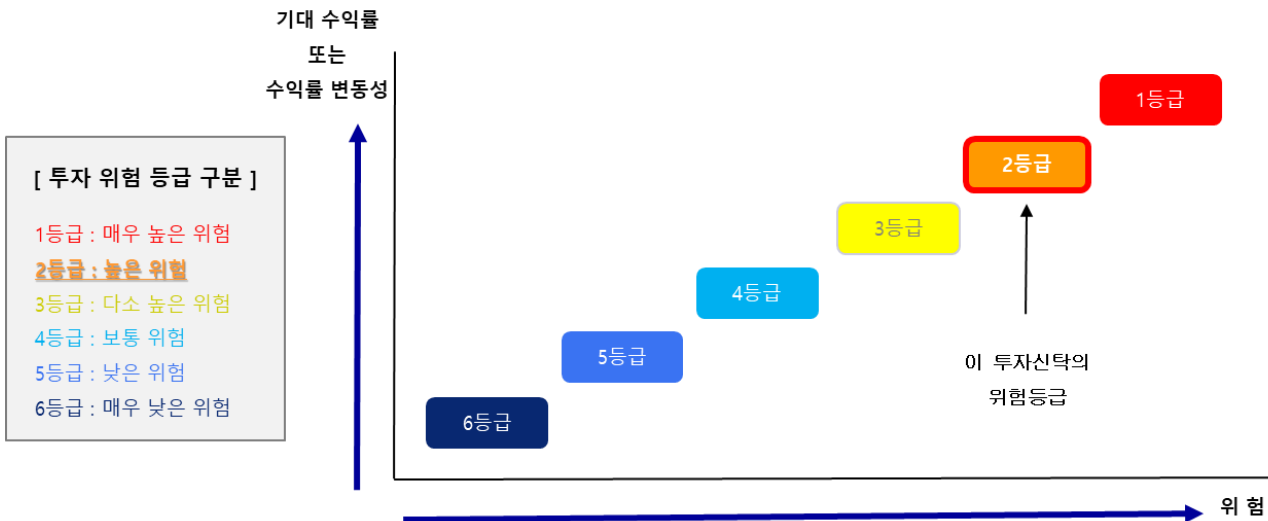 기대 수익률
또는
수익률 변동성
[ 투자 위험 등급 구분 ]
1등급 : 매우 높은 위험
2등급 : 높은 위험
3등급 : 다소 높은 위험
4등급 : 보통 위험
5등급 : 낮은 위험
6등급 : 매우 낮은 위험
1등급
2등급
3등급
4등급
5등급
6등급
이 투자신탁의
위험등급
위 험